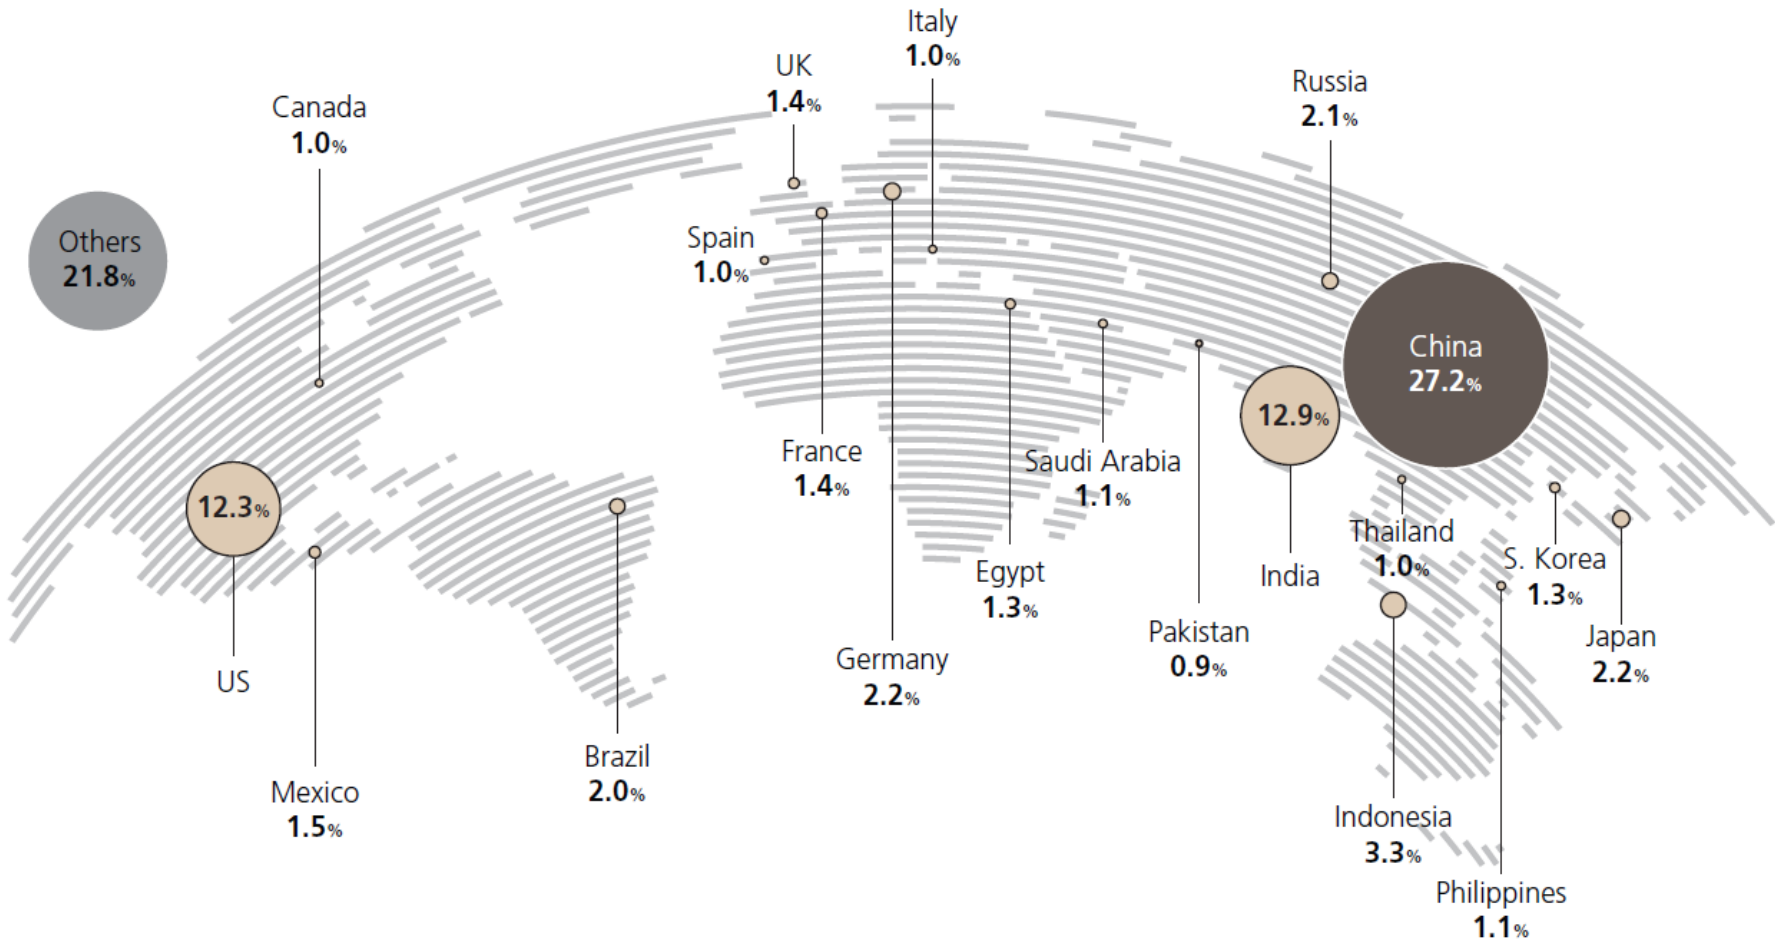 Italy
1.0%
UK
1.4%
Russia
2.1%
Canada
1.0%
Others
21.8%
Spain
1.0%
China
27.2%
12.9%
India
France
1.4%
Saudi Arabia
1.1%
12.3%
US
Thailand
1.0%
S. Korea
1.3%
Egypt
1.3%
Pakistan
0.9%
Japan
2.2%
Germany
2.2%
Brazil
2.0%
Mexico
1.5%
Indonesia
3.3%
Philippines
1.1%